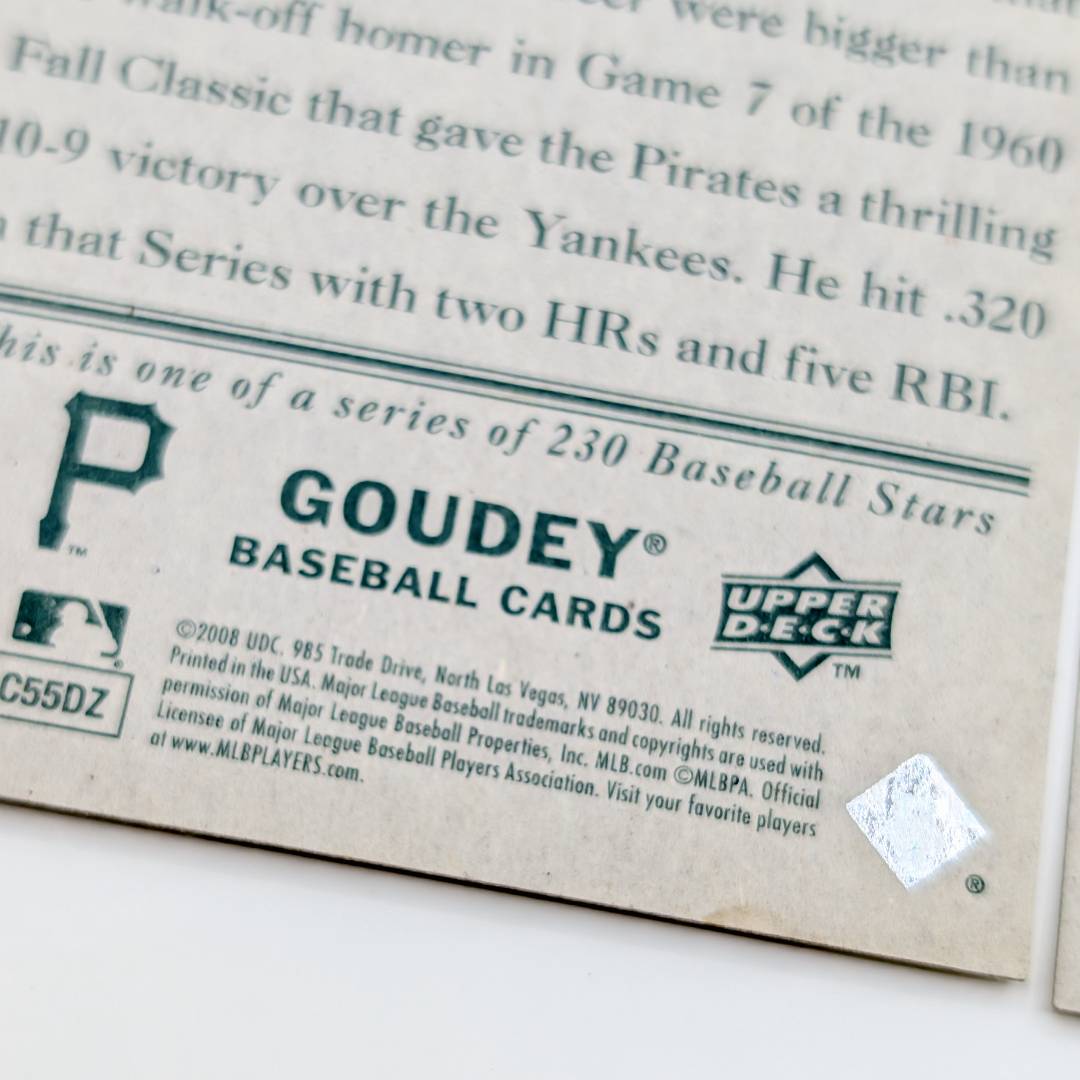 walk-off homer in Game 7 of the 1960
were bigger than
Fall Classic that gave the Pirates a thrilling
10-9 victory over the Yankees. He hit .320
that Series with two HRs and five RBI.
his is one of a series of 230 Baseball Stars
P
TM
GOUDEY®
BASEBALL CARDS
UPPER
D·E·C·K
TM
C55DZ
©2008 UDC. 985 Trade Drive, North Las Vegas, NV 89030. All rights reserved.
Printed in the USA. Major League Baseball trademarks and copyrights are used with
permission of Major League Baseball Properties, Inc. MLB.com ©MLBPA. Official
Licensee of Major League Baseball Players Association. Visit your favorite players
at www.MLBPLAYERS.com.
®